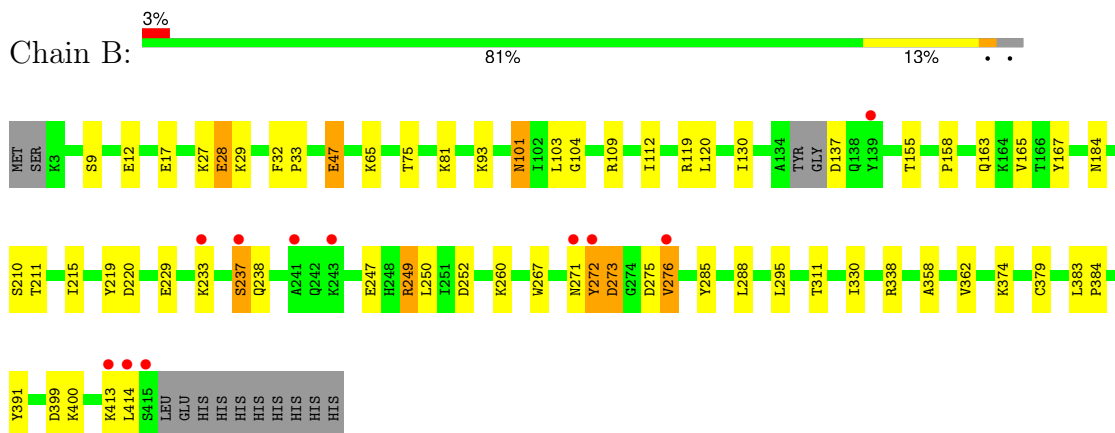 3%
Chain B:
81% 13% • •
MET SER K3 S9 E12 E17 K27 E28 K29 F32 P33 E47 K65 T75 K81 K93 N101 I102 L103 G104 R109 I112 R119 L120 I130 A134 TYR GLY D137 Q138 Y139 T155 P158 Q163 K164 V165 T166 Y167 N184
S210 T211 I215 Y219 D220 E229 K233 S237 Q238 A241 Q242 K243 E247 H248 R249 L250 I251 D252 K260 W267 N271 Y272 D273 G274 D275 V276 Y285 L288 L295 T311 I330 R338 A358 V362 K374 C379 L383 P384
Y391 D399 K400 K413 L414 S415 LEU GLU HIS HIS HIS HIS HIS HIS HIS HIS